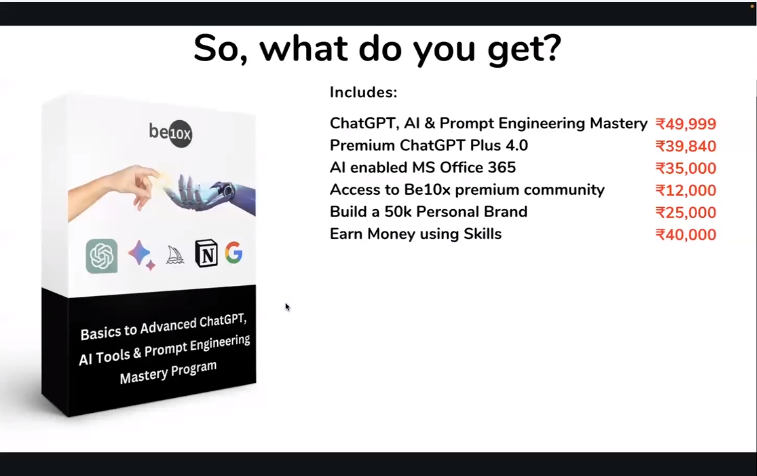 So, what do you get?
Includes:
ChatGPT, AI & Prompt Engineering Mastery ₹49,999
Premium ChatGPT Plus 4.0 ₹39,840
AI enabled MS Office 365 ₹35,000
Access to Be10x premium community ₹12,000
Build a 50k Personal Brand ₹25,000
Earn Money using Skills ₹40,000
be10X
Basics to Advanced ChatGPT,
AI Tools & Prompt Engineering
Mastery Program